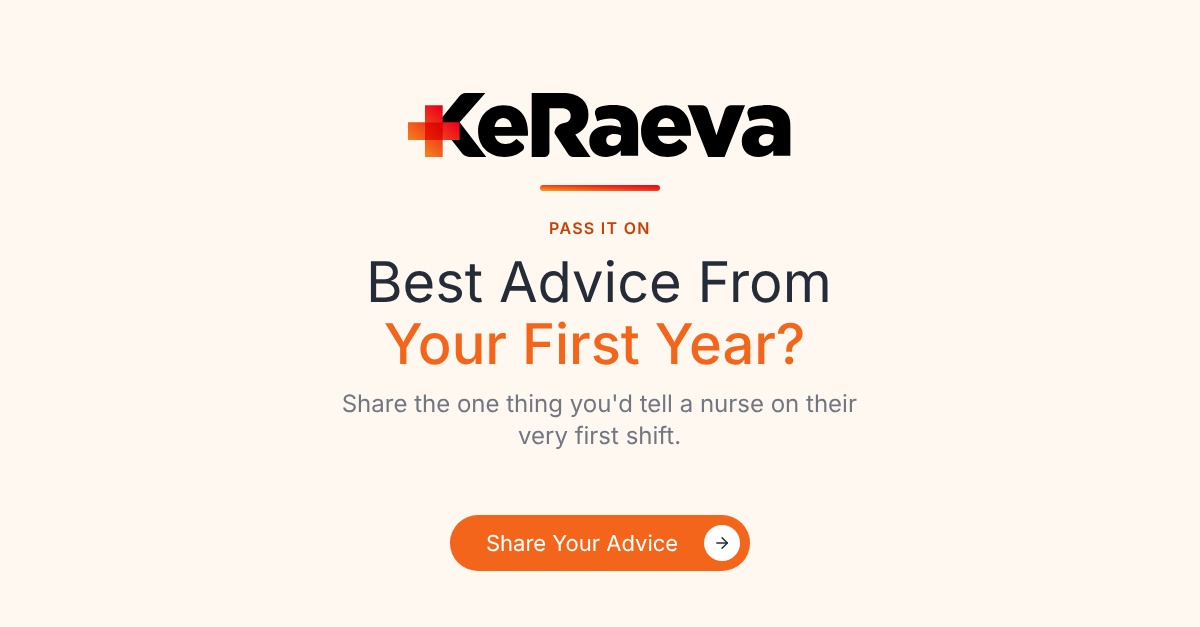 KeRaeva
PASS IT ON
Best Advice From
Your First Year?
Share the one thing you'd tell a nurse on their
very first shift.
Share Your Advice